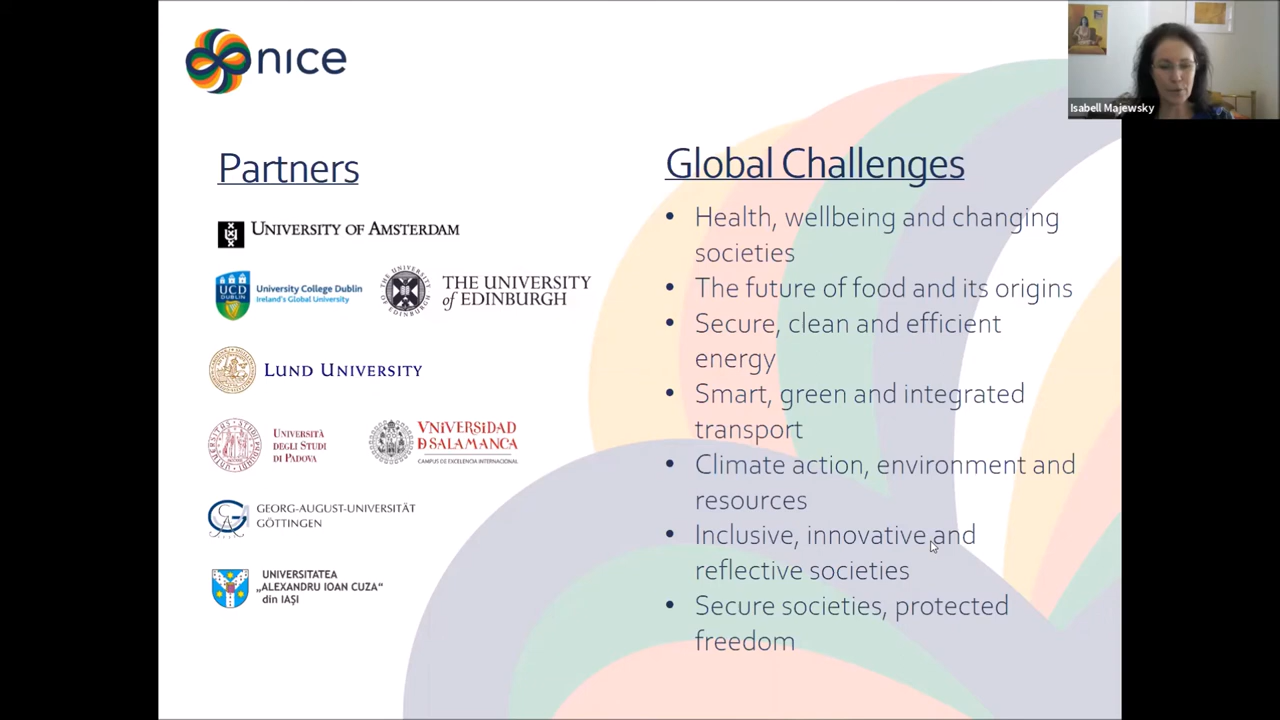 nice
Isabell Majewsky
Partners
UNIVERSITY OF AMSTERDAM
UCD
DUBLIN
University College Dublin
Ireland's Global University
THE UNIVERSITY
of EDINBURGH
LUND UNIVERSITY
UNIVERSITÀ
DEGLI STUDI
DI PADOVA
VNiVERSiDAD
D SALAMANCA
CAMPUS DE EXCELENCIA INTERNACIONAL
GEORG-AUGUST-UNIVERSITÄT
GÖTTINGEN
UNIVERSITATEA
„ALEXANDRU IOAN CUZA”
din IAŞI
Global Challenges
• Health, wellbeing and changing
societies
• The future of food and its origins
• Secure, clean and efficient
energy
• Smart, green and integrated
transport
• Climate action, environment and
resources
• Inclusive, innovative and
reflective societies
• Secure societies, protected
freedom